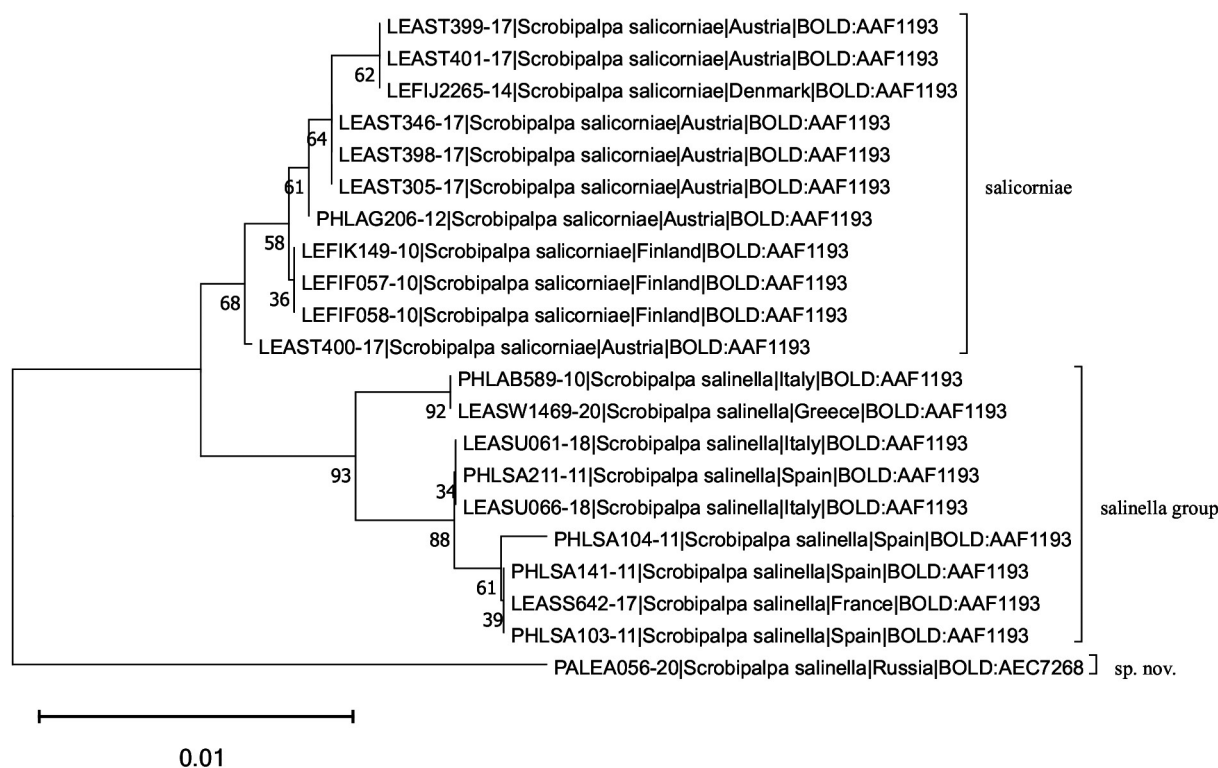 LEAST399-17|Scrobipalpa salicorniae|Austria|BOLD:AAF1193
LEAST401-17|Scrobipalpa salicorniae|Austria|BOLD:AAF1193
62
LEFIJ2265-14|Scrobipalpa salicorniae|Denmark|BOLD:AAF1193
LEAST346-17|Scrobipalpa salicorniae|Austria|BOLD:AAF1193
64
LEAST398-17|Scrobipalpa salicorniae|Austria|BOLD:AAF1193
61
LEAST305-17|Scrobipalpa salicorniae|Austria|BOLD:AAF1193
salicorniae
PHLAG206-12|Scrobipalpa salicorniae|Austria|BOLD:AAF1193
58
LEFIK149-10|Scrobipalpa salicorniae|Finland|BOLD:AAF1193
LEFIF057-10|Scrobipalpa salicorniae|Finland|BOLD:AAF1193
68
36
LEFIF058-10|Scrobipalpa salicorniae|Finland|BOLD:AAF1193
LEAST400-17|Scrobipalpa salicorniae|Austria|BOLD:AAF1193
PHLAB589-10|Scrobipalpa salinella|Italy|BOLD:AAF1193
92
LEASW1469-20|Scrobipalpa salinella|Greece|BOLD:AAF1193
LEASU061-18|Scrobipalpa salinella|Italy|BOLD:AAF1193
93
PHLSA211-11|Scrobipalpa salinella|Spain|BOLD:AAF1193
34
LEASU066-18|Scrobipalpa salinella|Italy|BOLD:AAF1193
salinella group
88
PHLSA104-11|Scrobipalpa salinella|Spain|BOLD:AAF1193
PHLSA141-11|Scrobipalpa salinella|Spain|BOLD:AAF1193
61
LEASS642-17|Scrobipalpa salinella|France|BOLD:AAF1193
39
PHLSA103-11|Scrobipalpa salinella|Spain|BOLD:AAF1193
PALEA056-20|Scrobipalpa salinella|Russia|BOLD:AEC7268
sp. nov.
0.01